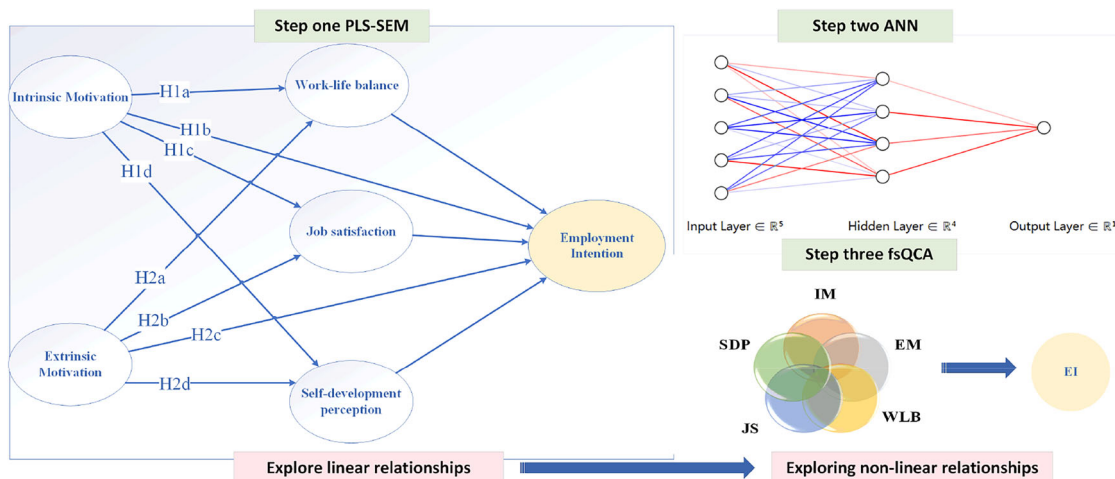 Step one PLS-SEM
Intrinsic Motivation
H1a
H1b
H1c
H1d
Work-life balance
Job satisfaction
Employment
Intention
H2a
H2b
H2c
H2d
Extrinsic
Motivation
Self-development
perception
Explore linear relationships
Step two ANN
Input Layer ∈ ℝ⁵
Hidden Layer ∈ ℝ⁴
Output Layer ∈ ℝ¹
Step three fsQCA
IM
SDP
EM
JS
WLB
EI
Exploring non-linear relationships